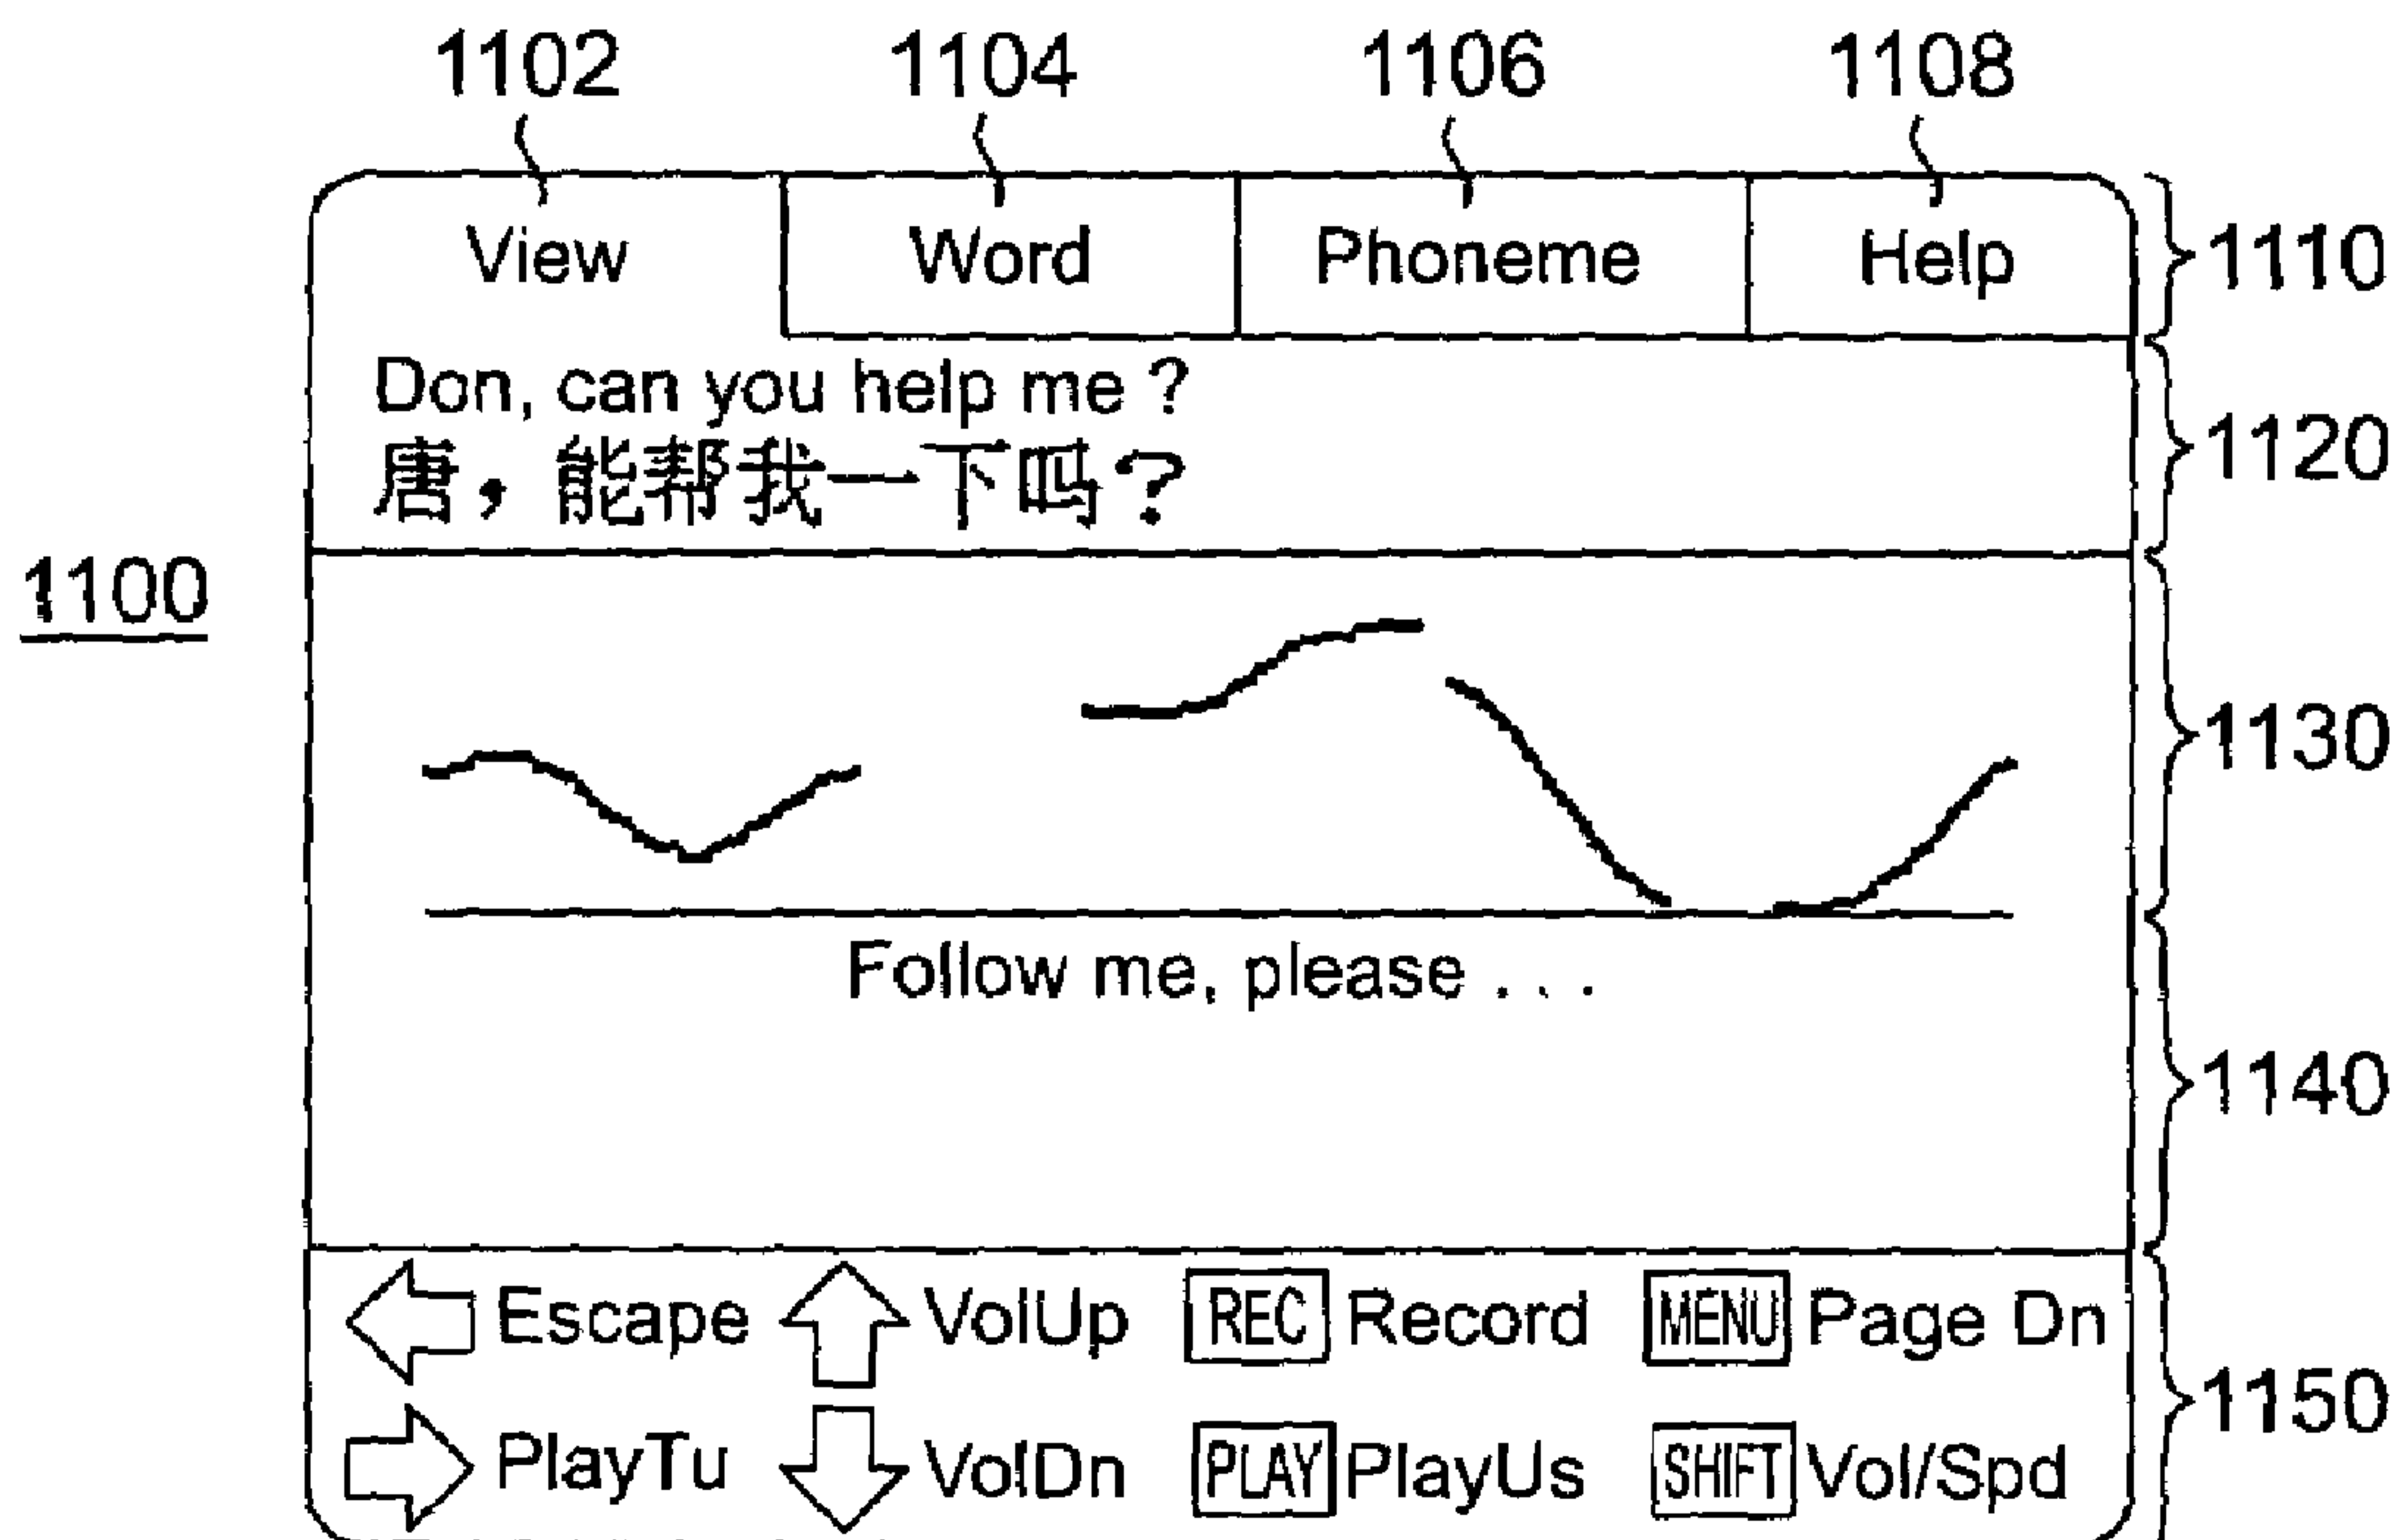 1102 1104 1106 1108
View Word Phoneme Help 1110
Don, can you help me ?
唐，能帮我一下吗？ 1120
1100
1130
Follow me, please . . .
1140
Escape VolUp REC Record MENU Page Dn
1150
PlayTu VolDn PLAY PlayUs SHIFT Vol/Spd